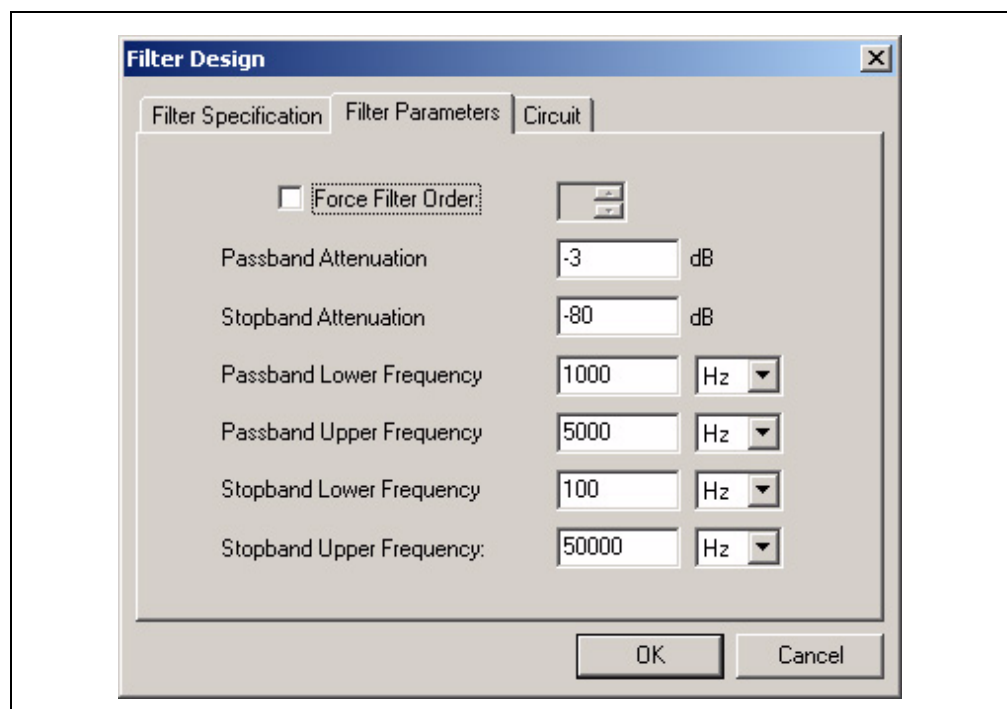 Filter Design
Filter Specification Filter Parameters Circuit
Force Filter Order:
Passband Attenuation -3 dB
Stopband Attenuation -80 dB
Passband Lower Frequency 1000 Hz
Passband Upper Frequency 5000 Hz
Stopband Lower Frequency 100 Hz
Stopband Upper Frequency: 50000 Hz
OK Cancel